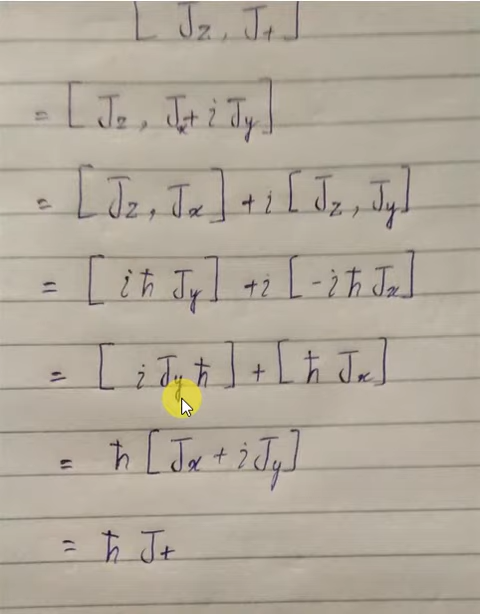 [ Jz, J+ ]
= [ Jz, Jx + i Jy ]
= [ Jz, Jx ] + i [ Jz, Jy ]
= [ iħ Jy ] + i [ -iħ Jx ]
= [ i Jy ħ ] + [ ħ Jx ]
= ħ [ Jx + i Jy ]
= ħ J+